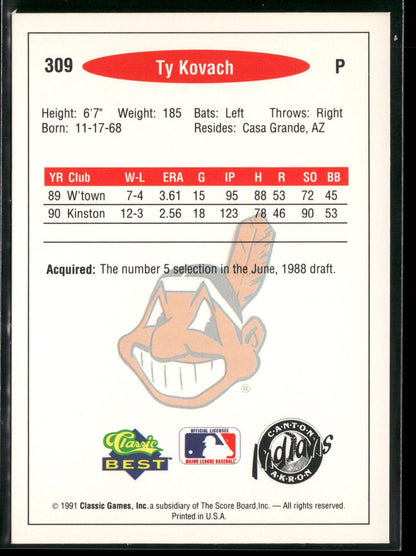 309 Ty Kovach P
Height: 6'7" Weight: 185 Bats: Left Throws: Right
Born: 11-17-68 Resides: Casa Grande, AZ
YR Club W-L ERA G IP H R SO BB
89 W'town 7-4 3.61 15 95 88 53 72 45
90 Kinston 12-3 2.56 18 123 78 46 90 53
Acquired: The number 5 selection in the June, 1988 draft.
®
Classic
BEST
OFFICIAL LICENSEE
MAJOR LEAGUE BASEBALL
CANTON
Indians
AKRON
© 1991 Classic Games, Inc. a subsidiary of The Score Board, Inc. — All rights reserved.
Printed in U.S.A.